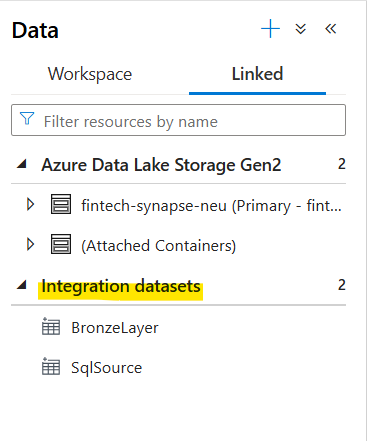 Data
Workspace Linked
Filter resources by name
Azure Data Lake Storage Gen2 2
fintech-synapse-neu (Primary - fint...
(Attached Containers)
Integration datasets 2
BronzeLayer
SqlSource